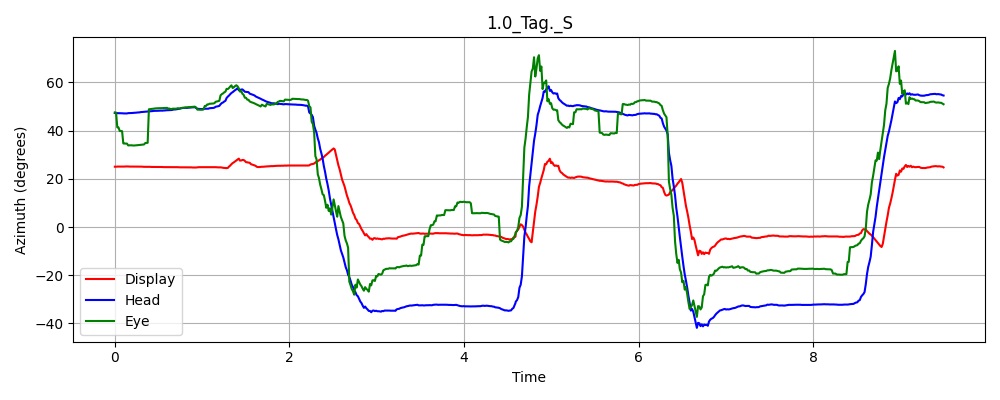 1.0_Tag._S
Azimuth (degrees)
60
40
20
0
−20
−40
Display
Head
Eye
0 2 4 6 8
Time